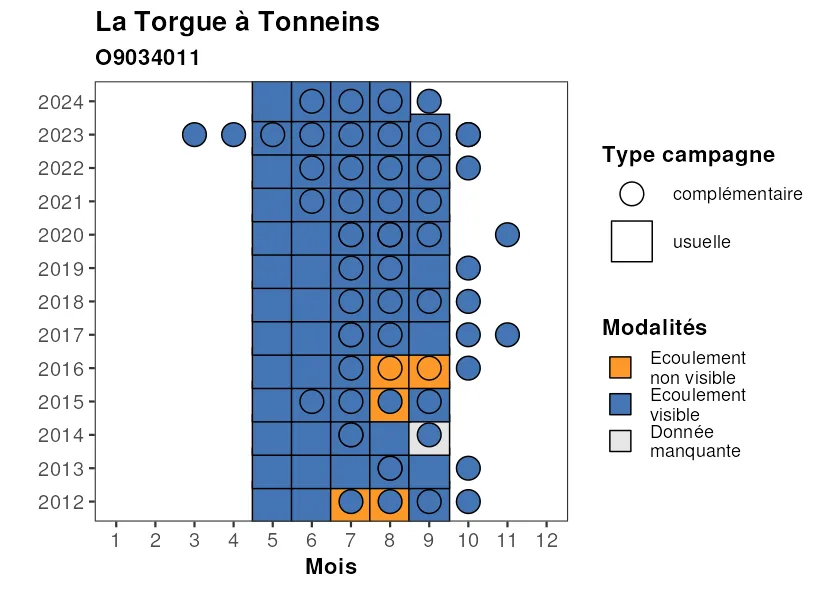 La Torgue à Tonneins
O9034011
2024
2023
2022
2021
2020
2019
2018
2017
2016
2015
2014
2013
2012
1 2 3 4 5 6 7 8 9 10 11 12
Mois
Type campagne
complémentaire
usuelle
Modalités
Ecoulement
non visible
Ecoulement
visible
Donnée
manquante